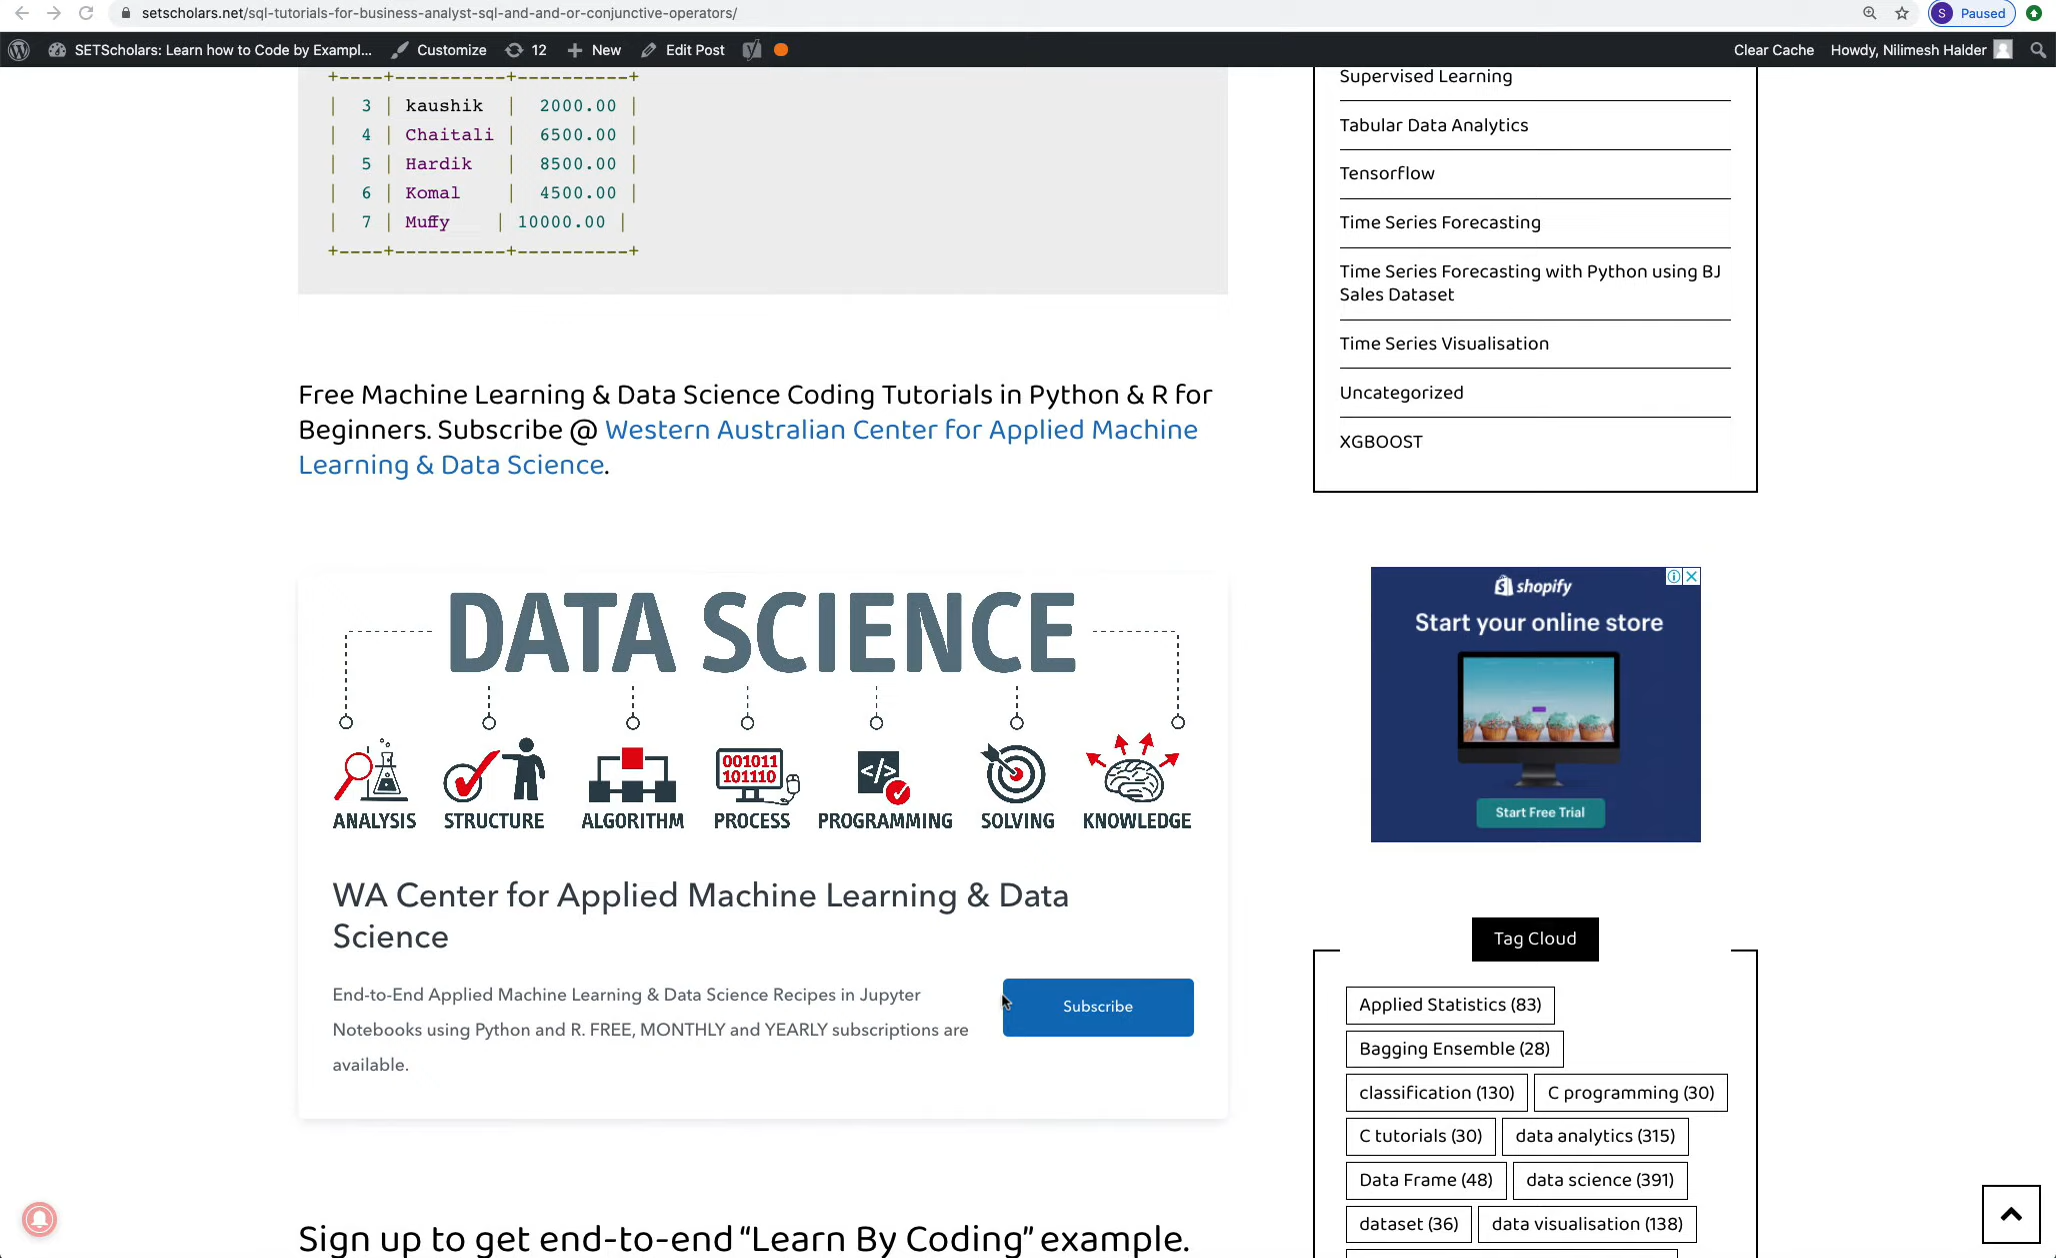 setscholars.net/sql-tutorials-for-business-analyst-sql-and-and-or-conjunctive-operators/
S Paused
SETScholars: Learn how to Code by Exampl... Customize 12 New Edit Post Clear Cache Howdy, Nilimesh Halder
+----+----------+----------+
|  3 | kaushik  |  2000.00 |
|  4 | Chaitali |  6500.00 |
|  5 | Hardik   |  8500.00 |
|  6 | Komal    |  4500.00 |
|  7 | Muffy    | 10000.00 |
+----+----------+----------+
Free Machine Learning & Data Science Coding Tutorials in Python & R for
Beginners. Subscribe @ Western Australian Center for Applied Machine
Learning & Data Science.
DATA SCIENCE
001011
101110
</>
ANALYSIS STRUCTURE ALGORITHM PROCESS PROGRAMMING SOLVING KNOWLEDGE
WA Center for Applied Machine Learning & Data
Science
End-to-End Applied Machine Learning & Data Science Recipes in Jupyter
Notebooks using Python and R. FREE, MONTHLY and YEARLY subscriptions are
available.
Subscribe
Sign up to get end-to-end “Learn By Coding” example.
Supervised Learning
Tabular Data Analytics
Tensorflow
Time Series Forecasting
Time Series Forecasting with Python using BJ
Sales Dataset
Time Series Visualisation
Uncategorized
XGBOOST
shopify
Start your online store
Start Free Trial
Tag Cloud
Applied Statistics (83)
Bagging Ensemble (28)
classification (130) C programming (30)
C tutorials (30) data analytics (315)
Data Frame (48) data science (391)
dataset (36) data visualisation (138)